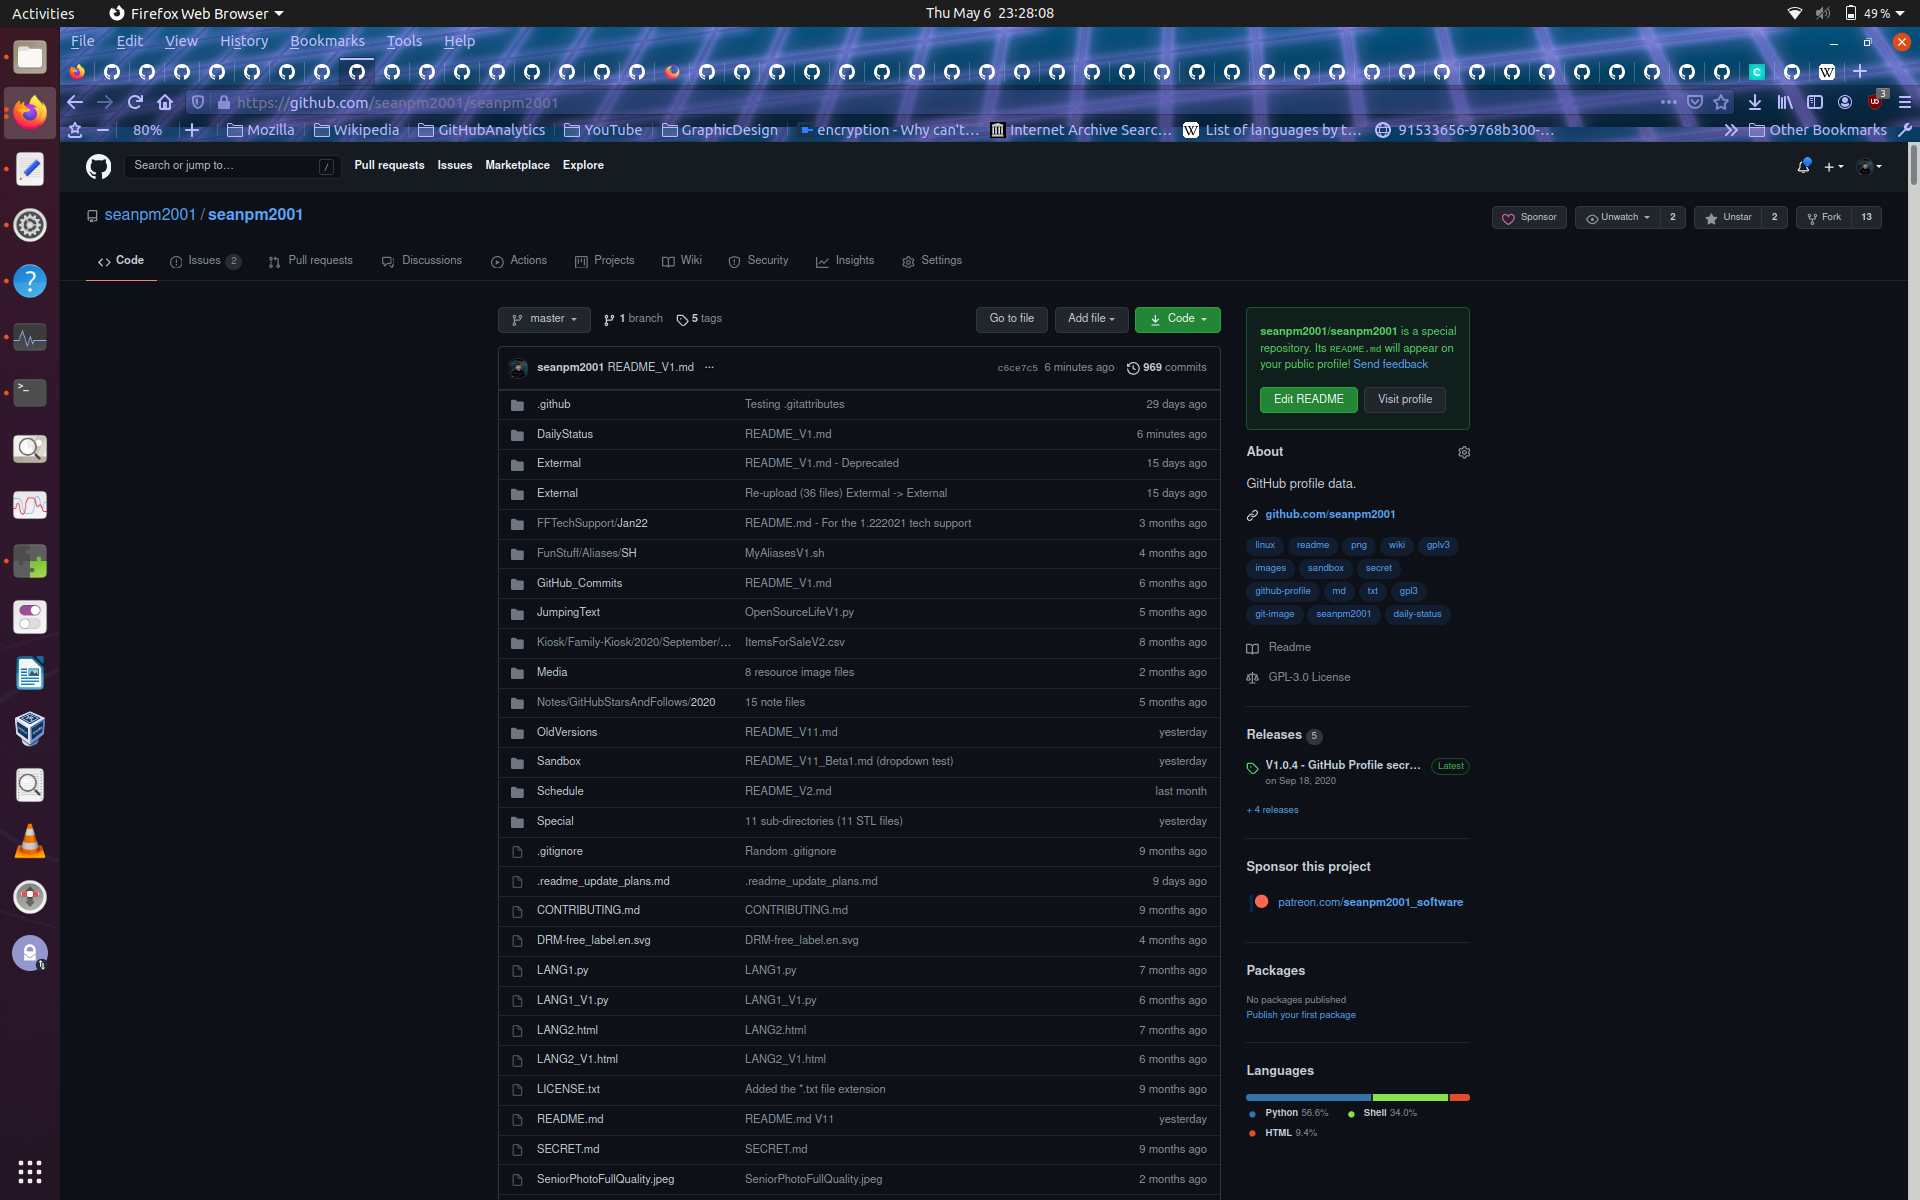 Activities Firefox Web Browser Thu May 6 23:28:08 49 %
File Edit View History Bookmarks Tools Help
https://github.com/seanpm2001/seanpm2001 3
80% Mozilla Wikipedia GitHubAnalytics YouTube GraphicDesign encryption - Why can't… Internet Archive Searc… List of languages by t… 91533656-9768b300-… Other Bookmarks
Search or jump to… / Pull requests Issues Marketplace Explore
seanpm2001 / seanpm2001 Sponsor Unwatch 2 Unstar 2 Fork 13
Code Issues 2 Pull requests Discussions Actions Projects Wiki Security Insights Settings
master 1 branch 5 tags Go to file Add file Code
seanpm2001 README_V1.md ... c6ce7c5 6 minutes ago 969 commits
.github Testing .gitattributes 29 days ago
DailyStatus README_V1.md 6 minutes ago
Extermal README_V1.md - Deprecated 15 days ago
External Re-upload (36 files) Extermal -> External 15 days ago
FFTechSupport/Jan22 README.md - For the 1.222021 tech support 3 months ago
FunStuff/Aliases/SH MyAliasesV1.sh 4 months ago
GitHub_Commits README_V1.md 6 months ago
JumpingText OpenSourceLifeV1.py 5 months ago
Kiosk/Family-Kiosk/2020/September/… ItemsForSaleV2.csv 8 months ago
Media 8 resource image files 2 months ago
Notes/GitHubStarsAndFollows/2020 15 note files 5 months ago
OldVersions README_V11.md yesterday
Sandbox README_V11_Beta1.md (dropdown test) yesterday
Schedule README_V2.md last month
Special 11 sub-directories (11 STL files) yesterday
.gitignore Random .gitignore 9 months ago
.readme_update_plans.md .readme_update_plans.md 9 days ago
CONTRIBUTING.md CONTRIBUTING.md 9 months ago
DRM-free_label.en.svg DRM-free_label.en.svg 4 months ago
LANG1.py LANG1.py 7 months ago
LANG1_V1.py LANG1_V1.py 6 months ago
LANG2.html LANG2.html 7 months ago
LANG2_V1.html LANG2_V1.html 6 months ago
LICENSE.txt Added the *.txt file extension 9 months ago
README.md README.md V11 yesterday
SECRET.md SECRET.md 9 months ago
SeniorPhotoFullQuality.jpeg SeniorPhotoFullQuality.jpeg 2 months ago
seanpm2001/seanpm2001 is a special
repository. Its README.md will appear on
your public profile! Send feedback
Edit README Visit profile
About
GitHub profile data.
github.com/seanpm2001
linux readme png wiki gplv3
images sandbox secret
github-profile md txt gpl3
git-image seanpm2001 daily-status
Readme
GPL-3.0 License
Releases 5
V1.0.4 - GitHub Profile secr… Latest
on Sep 18, 2020
+ 4 releases
Sponsor this project
patreon.com/seanpm2001_software
Packages
No packages published
Publish your first package
Languages
Python 56.6% Shell 34.0%
HTML 9.4%